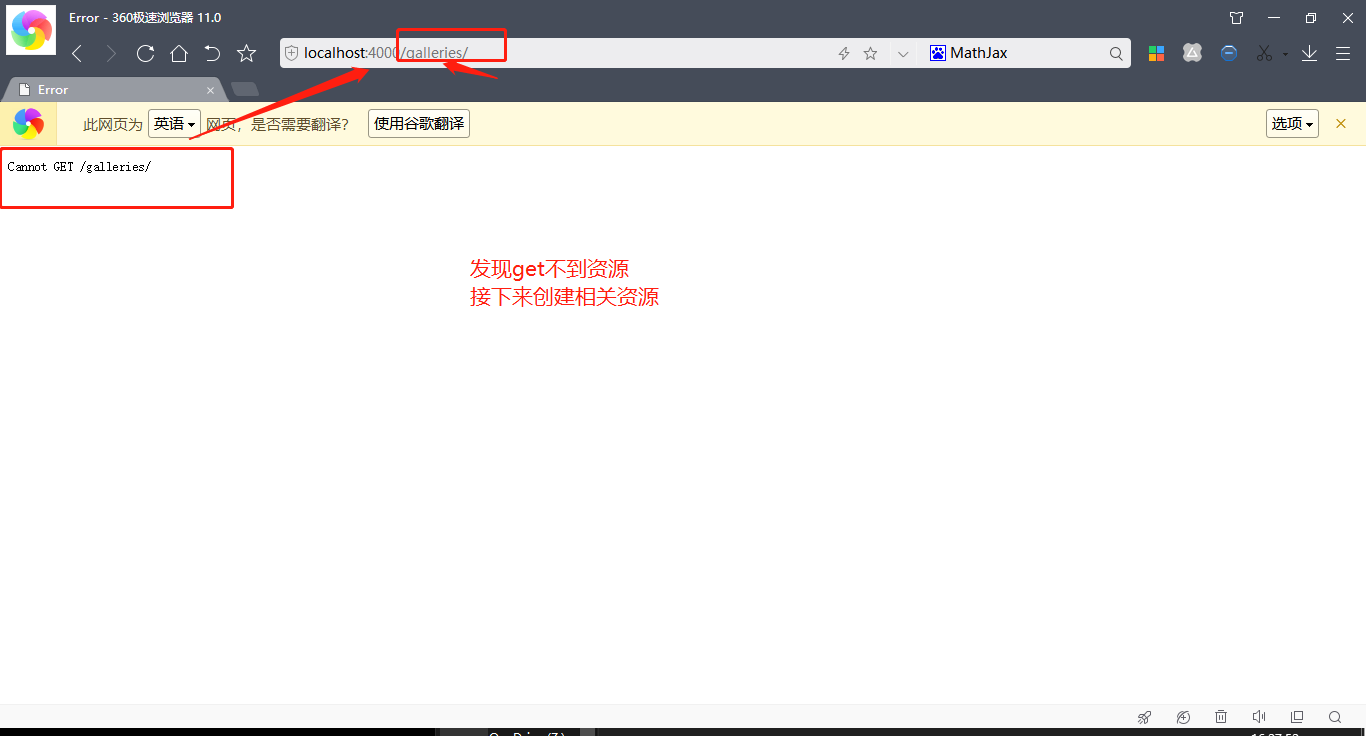 Error - 360极速浏览器 11.0
localhost:4000/galleries/
MathJax
Error
此网页为 英语 网页，是否需要翻译? 使用谷歌翻译 选项
Cannot GET /galleries/
发现get不到资源
接下来创建相关资源